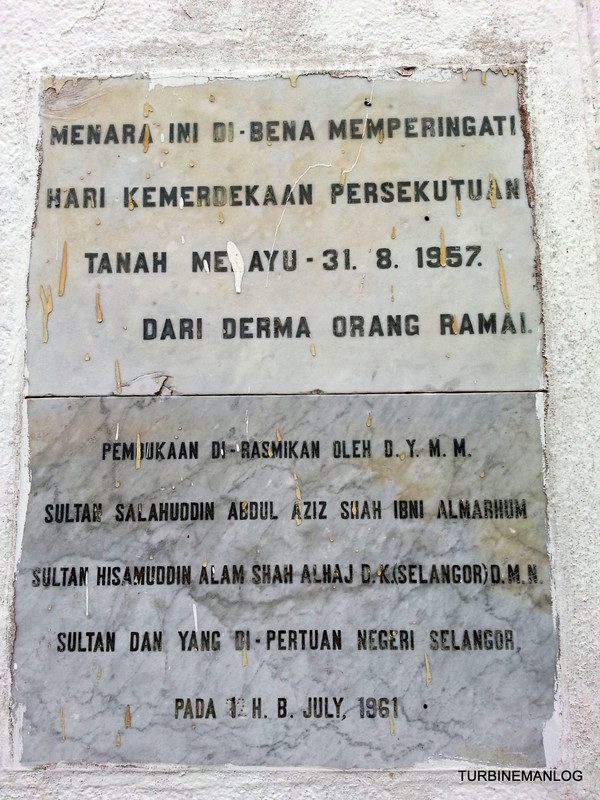 MENARA INI DI-BENA MEMPERINGATI
HARI KEMERDEKAAN PERSEKUTUAN
TANAH MELAYU - 31. 8. 1957.
DARI DERMA ORANG RAMAI.
PEMBUKAAN DI-RASMIKAN OLEH D. Y. M. M.
SULTAN SALAHUDDIN ABDUL AZIZ SHAH IBNI ALMARHUM
SULTAN HISAMUDDIN ALAM SHAH ALHAJ D.K.(SELANGOR)D.M.N.
SULTAN DAN YANG DI-PERTUAN NEGERI SELANGOR,
PADA H. B. JULY, 1961
TURBINEMANLOG